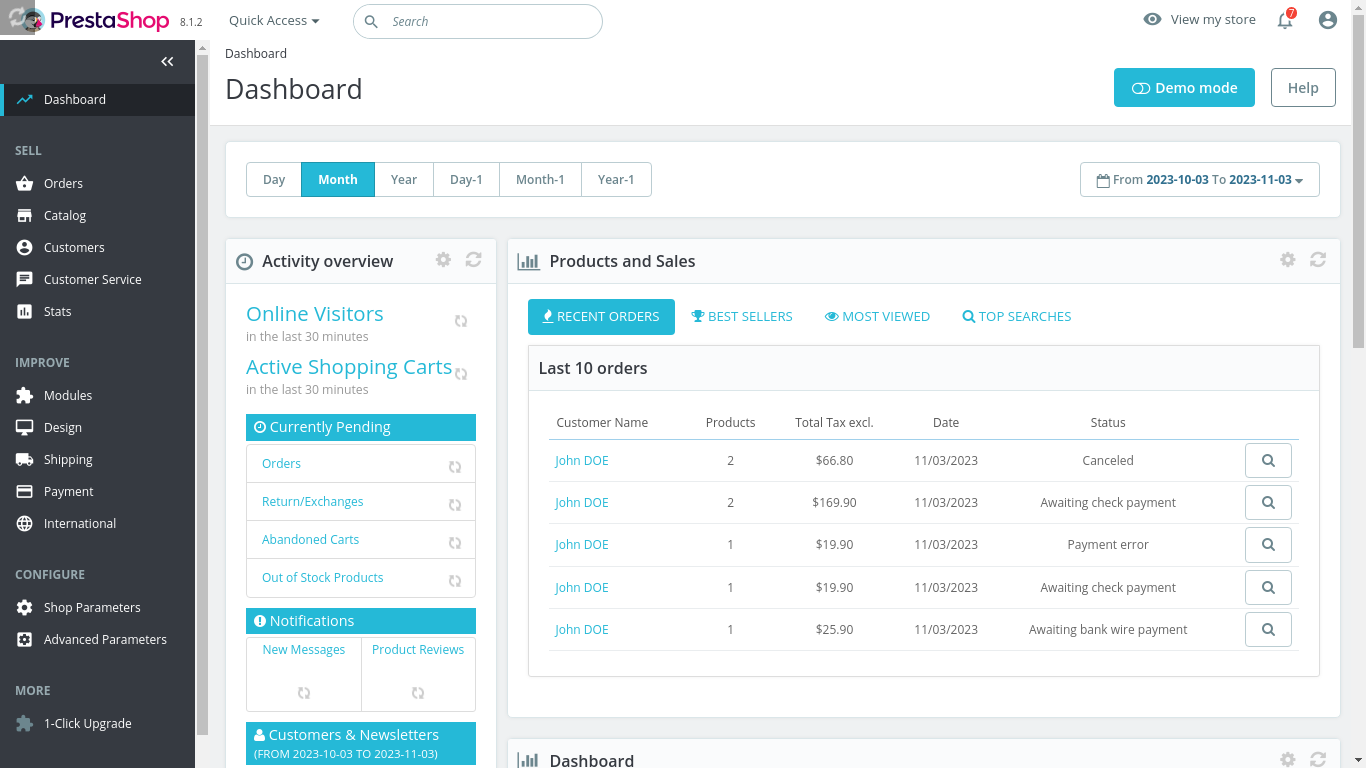 PrestaShop
8.1.2
Quick Access
Search
View my store
7
Dashboard
Dashboard
Demo mode
Help
Dashboard
SELL
Orders
Catalog
Customers
Customer Service
Stats
IMPROVE
Modules
Design
Shipping
Payment
International
CONFIGURE
Shop Parameters
Advanced Parameters
MORE
1-Click Upgrade
Day Month Year Day-1 Month-1 Year-1
From 2023-10-03 To 2023-11-03
Activity overview
Online Visitors
in the last 30 minutes
Active Shopping Carts
in the last 30 minutes
Currently Pending
Orders
Return/Exchanges
Abandoned Carts
Out of Stock Products
Notifications
New Messages Product Reviews
Customers & Newsletters
(FROM 2023-10-03 TO 2023-11-03)
Products and Sales
RECENT ORDERS BEST SELLERS MOST VIEWED TOP SEARCHES
Last 10 orders
Customer Name Products Total Tax excl. Date Status
John DOE 2 $66.80 11/03/2023 Canceled
John DOE 2 $169.90 11/03/2023 Awaiting check payment
John DOE 1 $19.90 11/03/2023 Payment error
John DOE 1 $19.90 11/03/2023 Awaiting check payment
John DOE 1 $25.90 11/03/2023 Awaiting bank wire payment
Dashboard